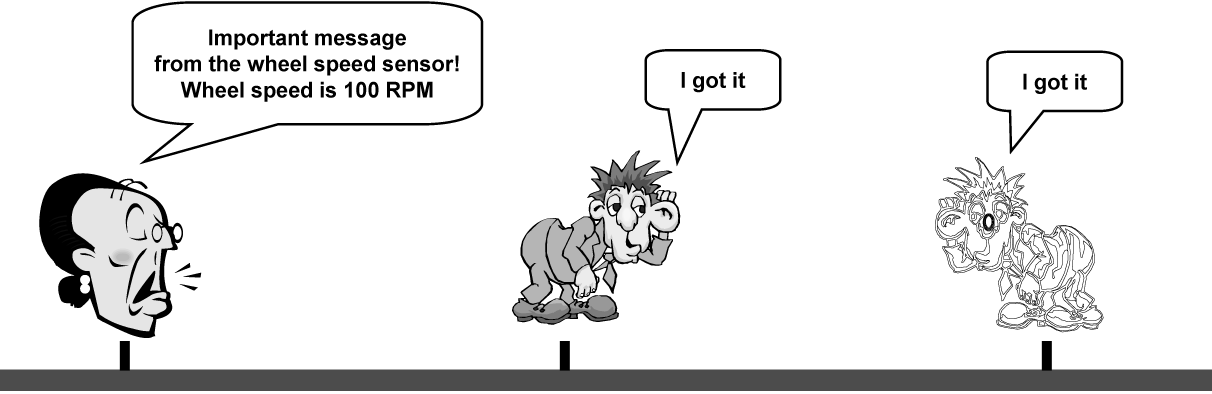 Important message
from the wheel speed sensor!
Wheel speed is 100 RPM
I got it
I got it